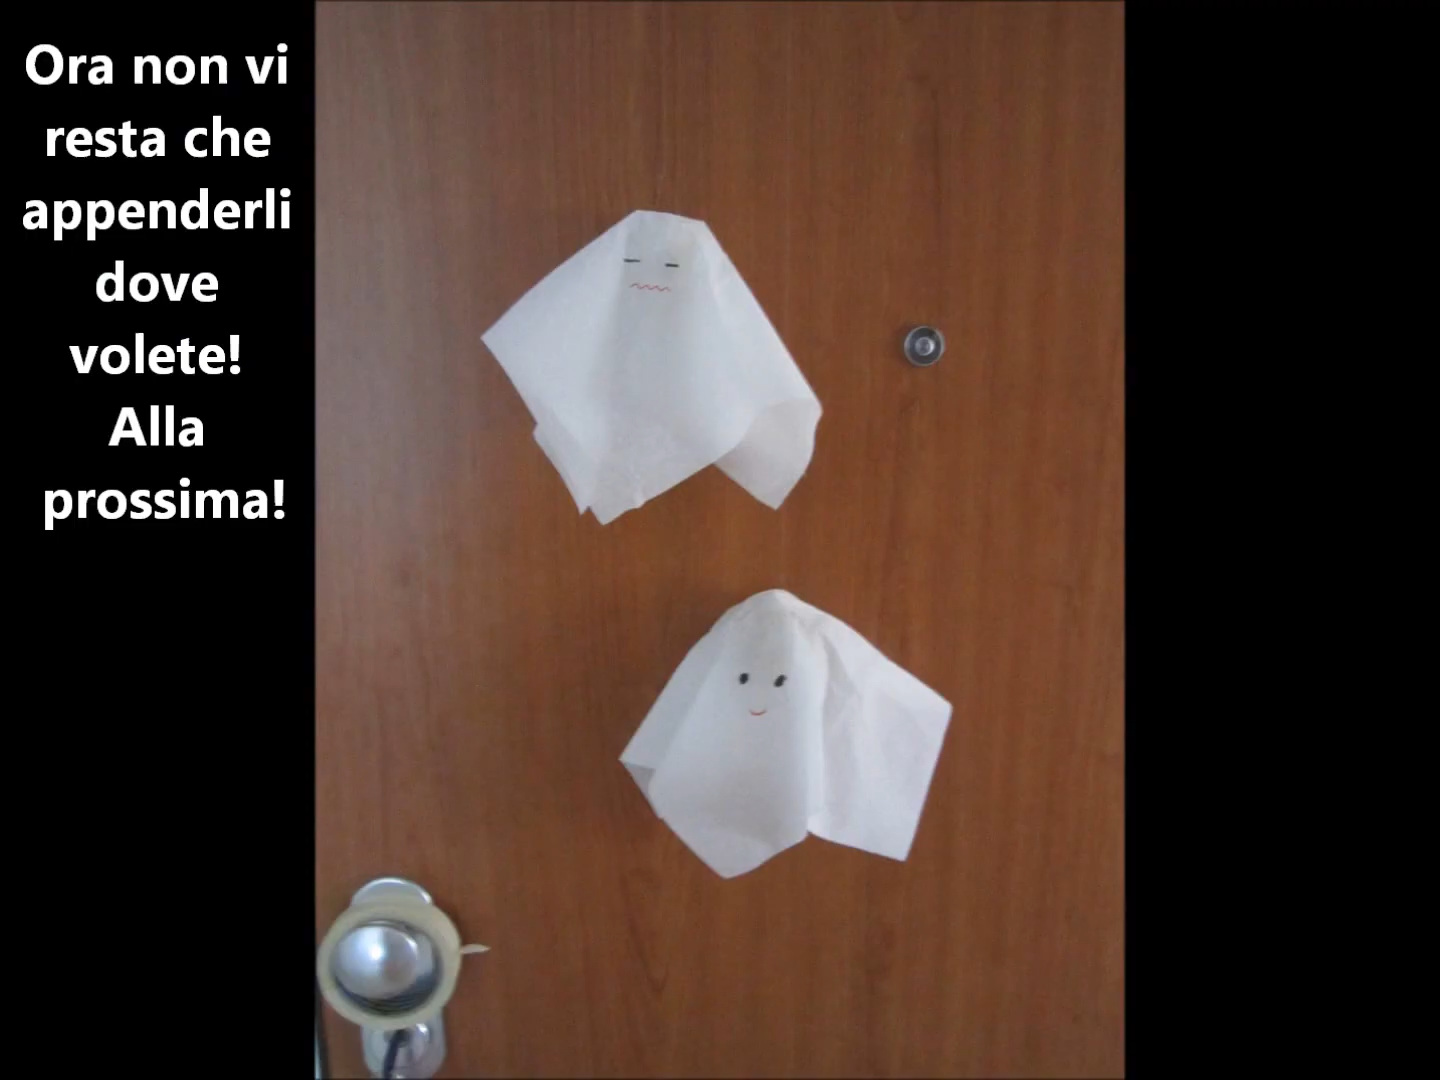 Ora non vi
resta che
appenderli
dove
volete!
Alla
prossima!